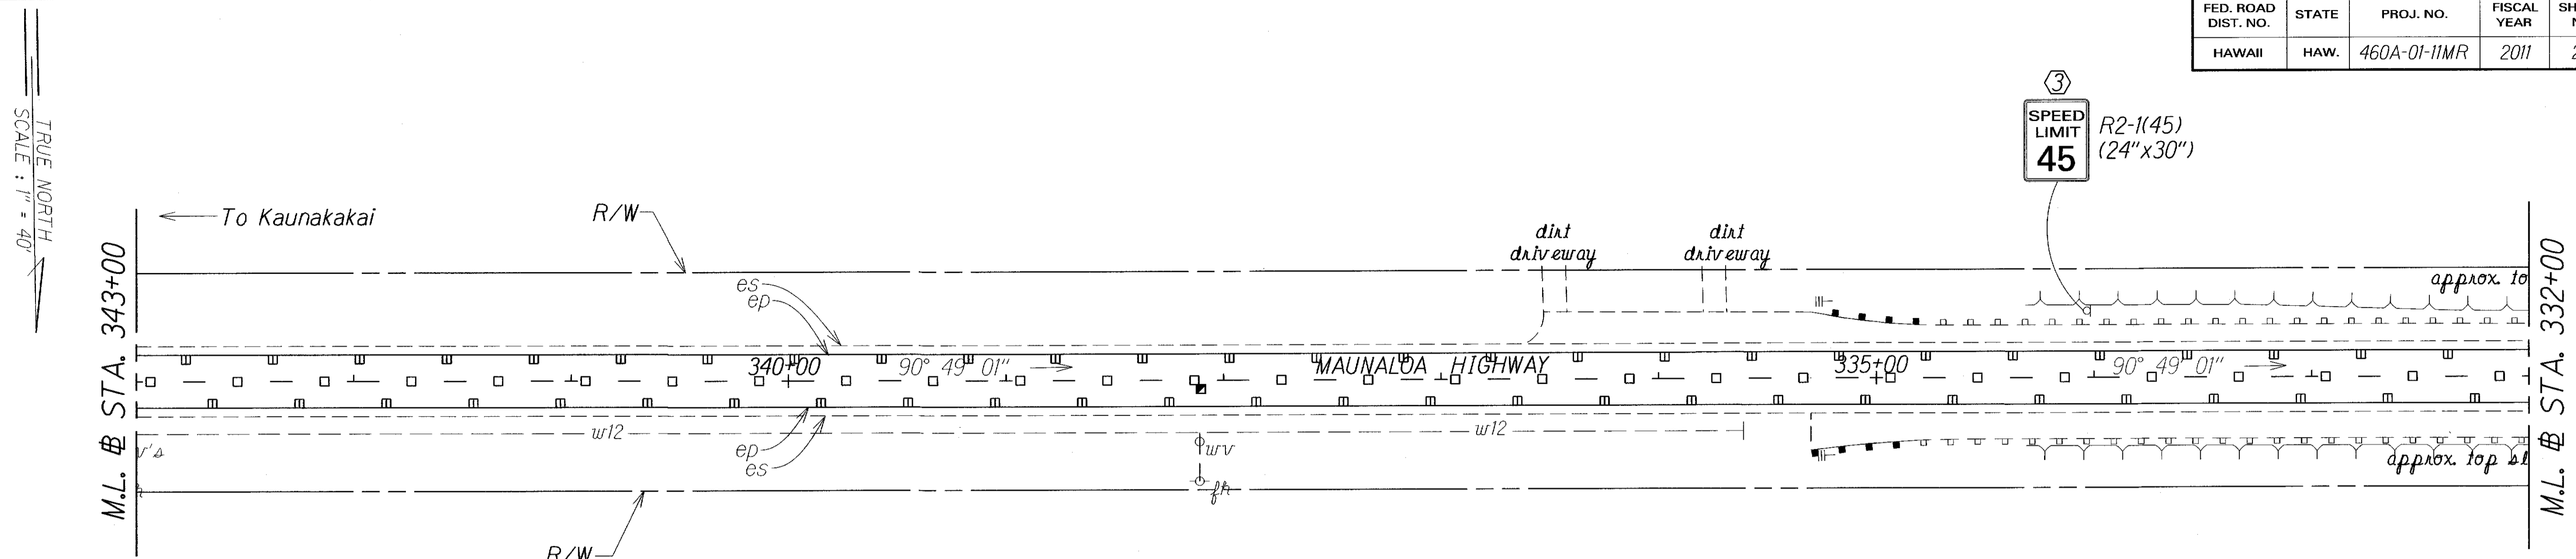 FED. ROAD DIST. NO. STATE PROJ. NO. FISCAL YEAR
HAWAII HAW. 460A-01-11MR 2011
TRUE NORTH
SCALE : 1" = 40'
3
SPEED
LIMIT
45
R2-1(45)
(24"x30")
To Kaunakakai
R/W
dirt
driveway
dirt
driveway
approx. to
es
ep
M.L. BL STA. 343+00
340+00
90° 49' 01"
MAUNALOA HIGHWAY
335+00
90° 49' 01"
M.L. BL STA. 332+00
w12
w12
v's
wv
ep
es
fh
approx. top sl
R/W